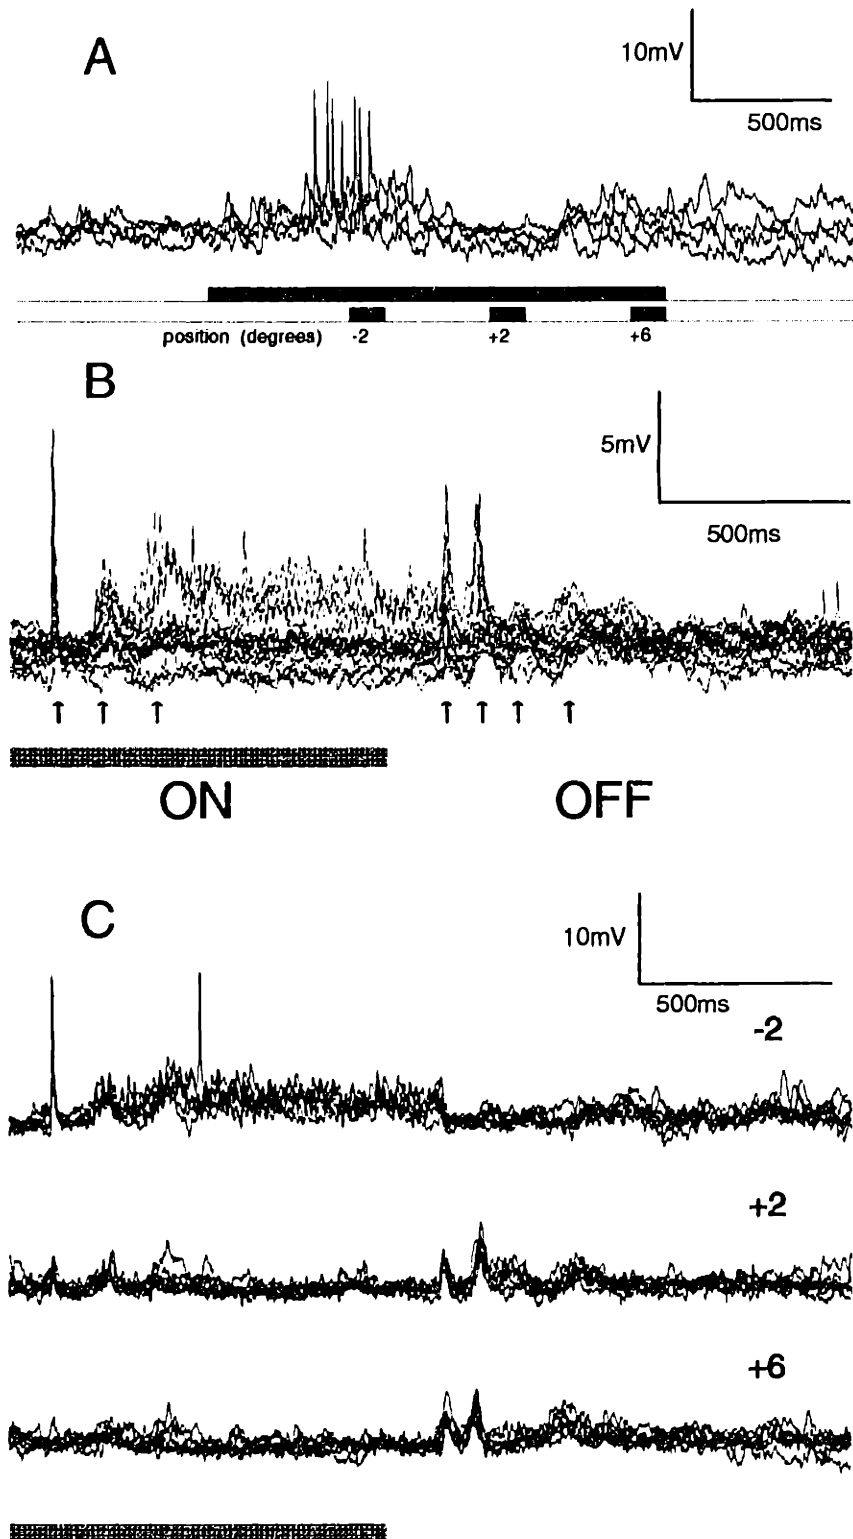 A
10mV
500ms
position (degrees) -2 +2 +6
B
5mV
500ms
ON OFF
C
10mV
500ms
-2
+2
+6